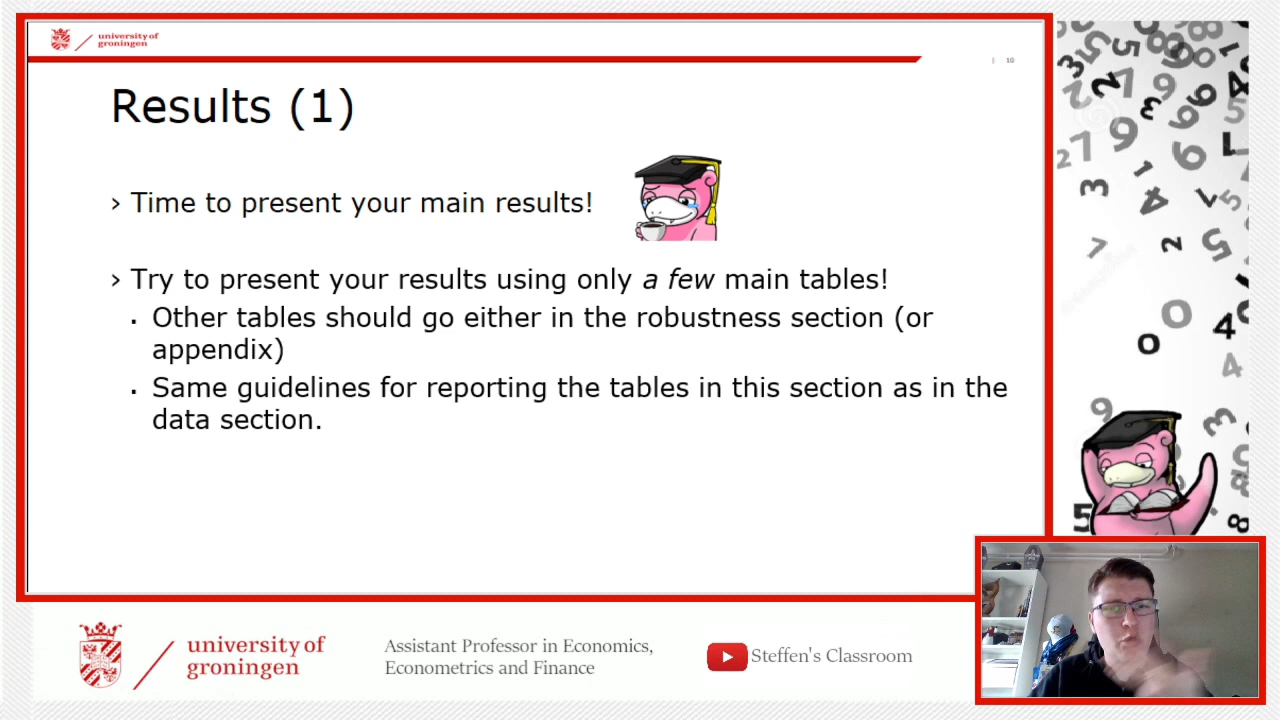 university of
groningen
| 10
Results (1)
› Time to present your main results!
› Try to present your results using only a few main tables!
▪ Other tables should go either in the robustness section (or
appendix)
▪ Same guidelines for reporting the tables in this section as in the
data section.
university of
groningen
Assistant Professor in Economics,
Econometrics and Finance
Steffen's Classroom